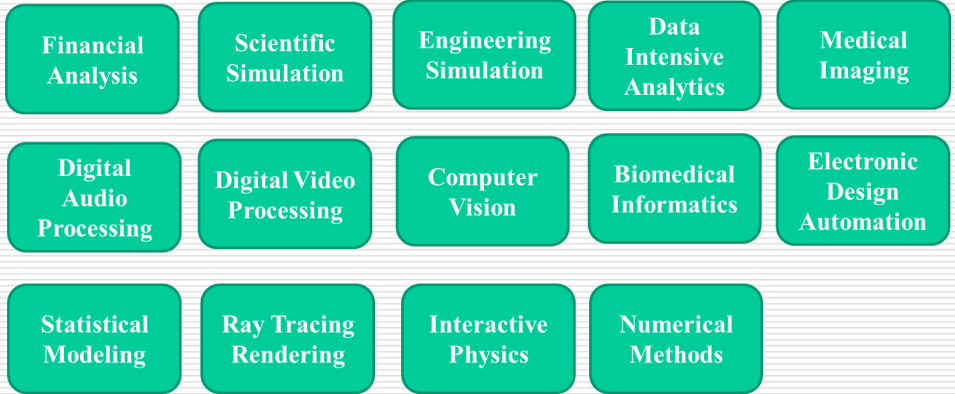 Financial
Analysis
Scientific
Simulation
Engineering
Simulation
Data
Intensive
Analytics
Medical
Imaging
Digital
Audio
Processing
Digital Video
Processing
Computer
Vision
Biomedical
Informatics
Electronic
Design
Automation
Statistical
Modeling
Ray Tracing
Rendering
Interactive
Physics
Numerical
Methods